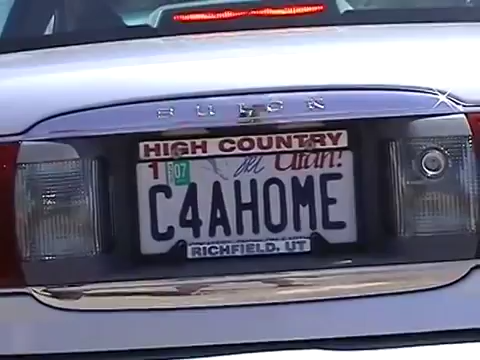 BUICK
HIGH COUNTRY
1 07 Utah!
C4AHOME
RICHFIELD, UT